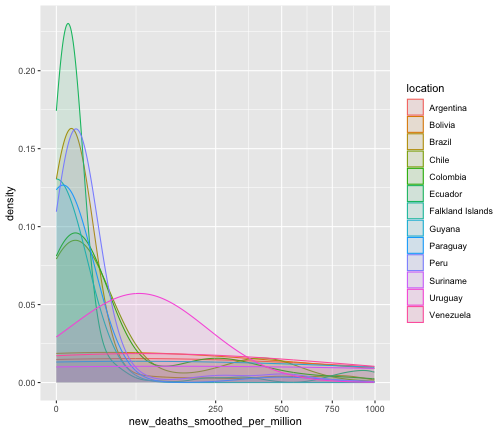 0.20
0.15
0.10
0.05
0.00
density
0
250
500
750
1000
new_deaths_smoothed_per_million
location
Argentina
Bolivia
Brazil
Chile
Colombia
Ecuador
Falkland Islands
Guyana
Paraguay
Peru
Suriname
Uruguay
Venezuela